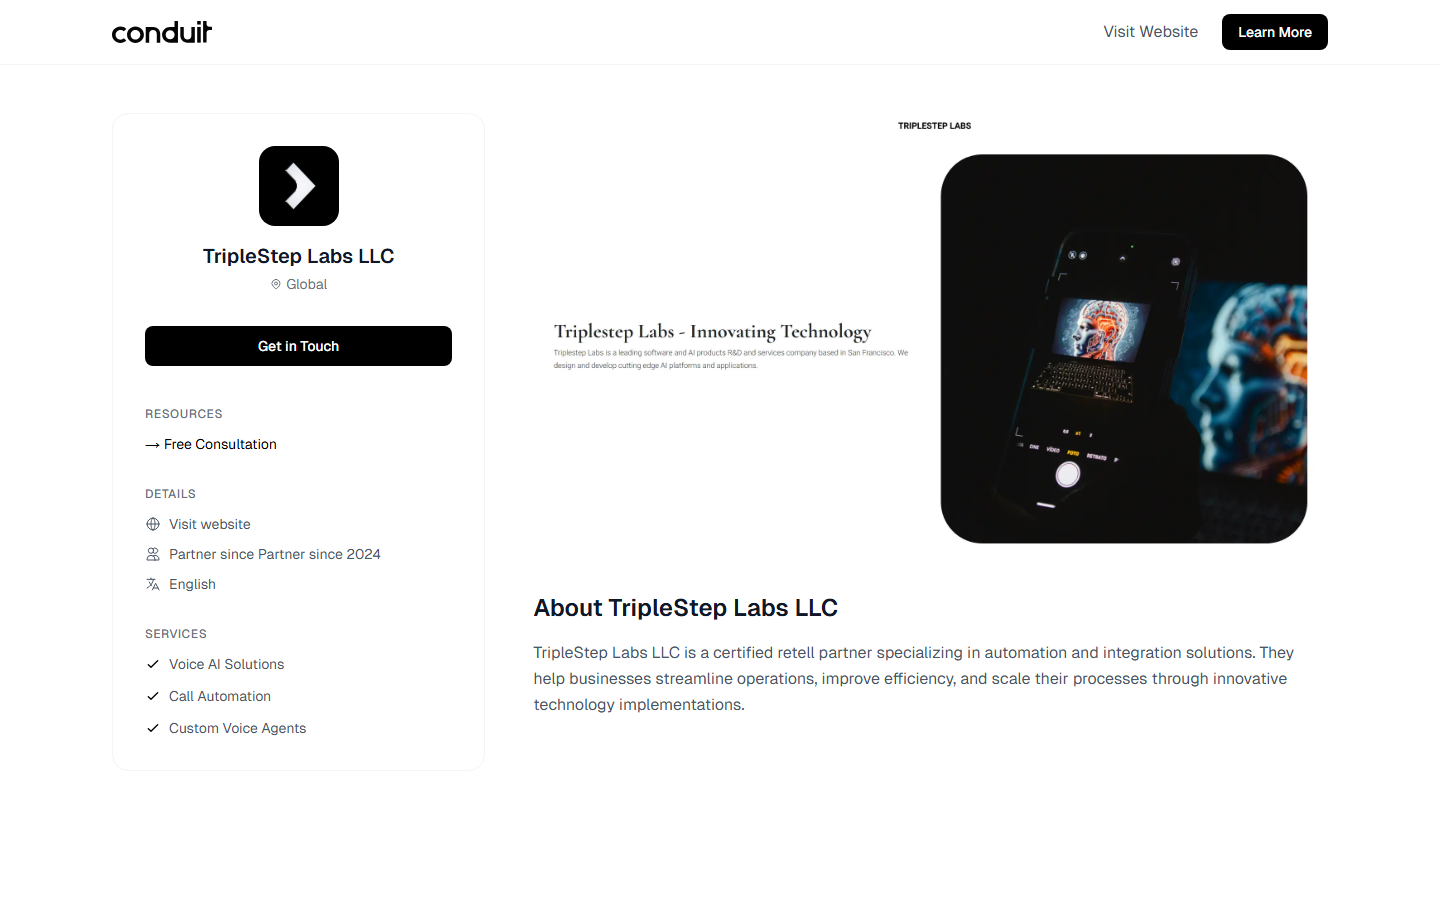 conduit
Visit Website
Learn More
TripleStep Labs LLC
Global
Get in Touch
RESOURCES
→ Free Consultation
DETAILS
Visit website
Partner since Partner since 2024
English
SERVICES
Voice AI Solutions
Call Automation
Custom Voice Agents
TRIPLESTEP LABS
Triplestep Labs - Innovating Technology
Triplestep Labs is a leading software and AI products R&D and services company based in San Francisco. We
design and develop cutting edge AI platforms and applications.
CINE VÍDEO FOTO RETRATO
About TripleStep Labs LLC
TripleStep Labs LLC is a certified retell partner specializing in automation and integration solutions. They
help businesses streamline operations, improve efficiency, and scale their processes through innovative
technology implementations.